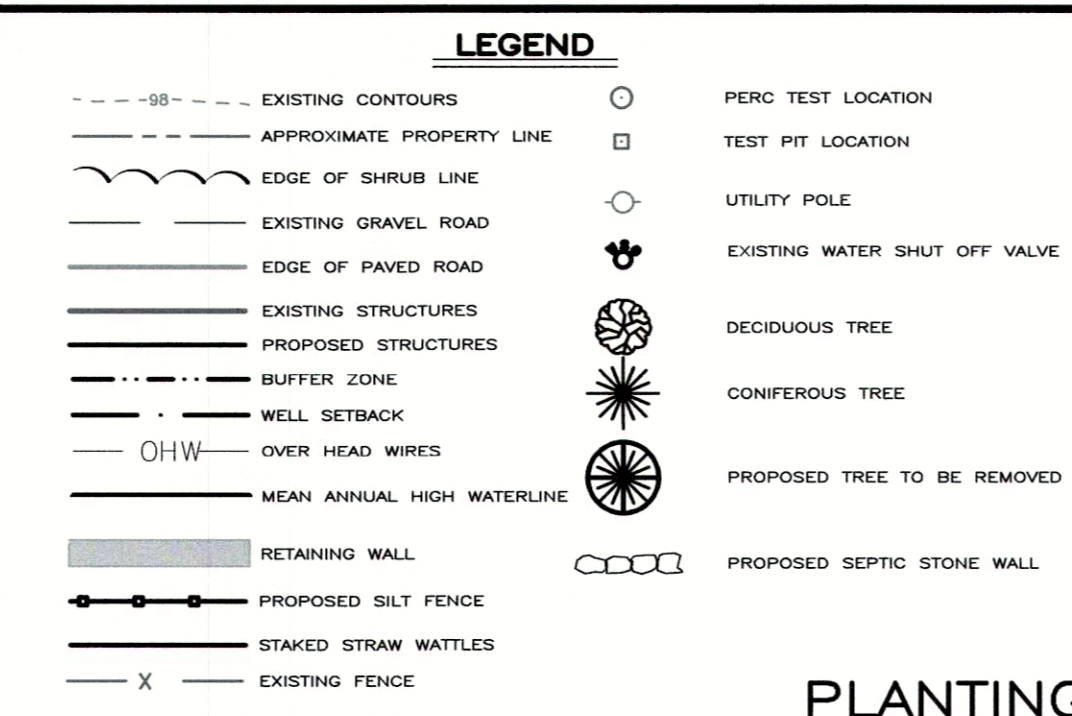 LEGEND
-98- EXISTING CONTOURS
APPROXIMATE PROPERTY LINE
EDGE OF SHRUB LINE
EXISTING GRAVEL ROAD
EDGE OF PAVED ROAD
EXISTING STRUCTURES
PROPOSED STRUCTURES
BUFFER ZONE
WELL SETBACK
OHW OVER HEAD WIRES
MEAN ANNUAL HIGH WATERLINE
RETAINING WALL
PROPOSED SILT FENCE
STAKED STRAW WATTLES
X EXISTING FENCE
PERC TEST LOCATION
TEST PIT LOCATION
UTILITY POLE
EXISTING WATER SHUT OFF VALVE
DECIDUOUS TREE
CONIFEROUS TREE
PROPOSED TREE TO BE REMOVED
PROPOSED SEPTIC STONE WALL
PLANTING